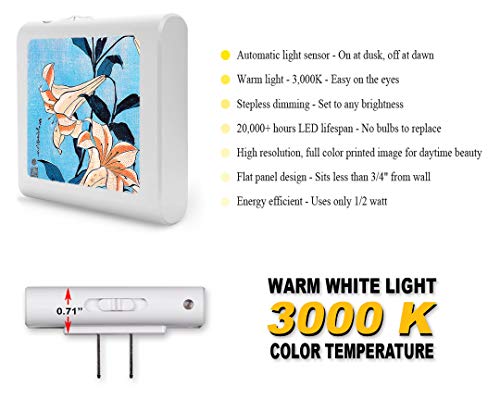 Automatic light sensor - On at dusk, off at dawn
Warm light - 3,000K - Easy on the eyes
Stepless dimming - Set to any brightness
20,000+ hours LED lifespan - No bulbs to replace
High resolution, full color printed image for daytime beauty
Flat panel design - Sits less than 3/4" from wall
Energy efficient - Uses only 1/2 watt
0.71"
WARM WHITE LIGHT
3000 K
COLOR TEMPERATURE